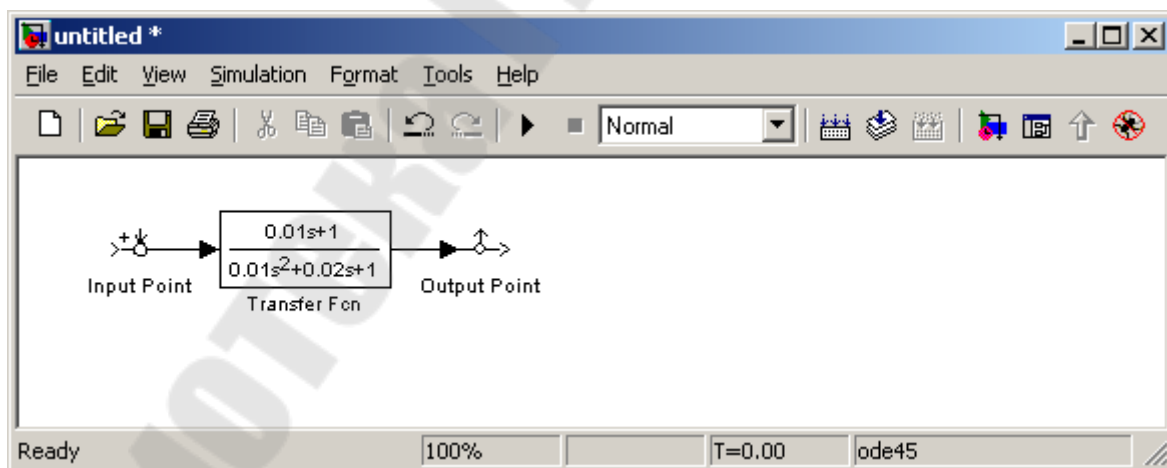 untitled *
File Edit View Simulation Format Tools Help
Normal
0.01s+1
0.01s²+0.02s+1
Input Point
Transfer Fcn
Output Point
Ready 100% T=0.00 ode45